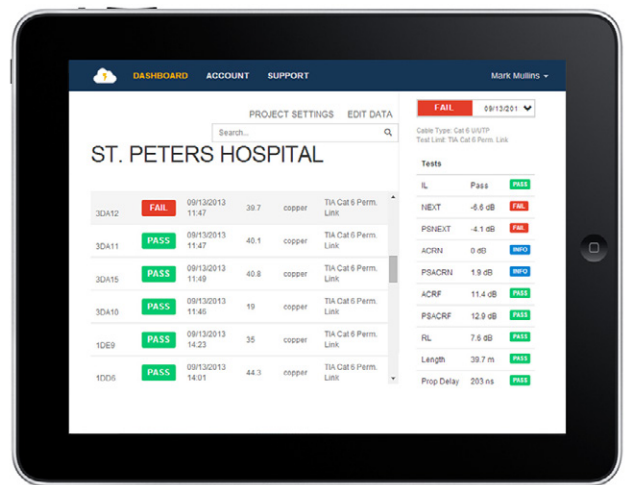 DASHBOARD ACCOUNT SUPPORT Mark Mullins
PROJECT SETTINGS EDIT DATA
Search...
ST. PETERS HOSPITAL
3DA12 FAIL 09/13/2013 11:47 39.7 copper TIA Cat 6 Perm. Link
3DA11 PASS 09/13/2013 11:47 40.1 copper TIA Cat 6 Perm. Link
3DA15 PASS 09/13/2013 11:49 40.8 copper TIA Cat 6 Perm. Link
3DA10 PASS 09/13/2013 11:46 19 copper TIA Cat 6 Perm. Link
1DE9 PASS 09/13/2013 14:23 35 copper TIA Cat 6 Perm. Link
1DD6 PASS 09/13/2013 14:01 44.3 copper TIA Cat 6 Perm. Link
FAIL 09/13/201
Cable Type: Cat 6 U/UTP
Test Limit: TIA Cat 6 Perm. Link
Tests
IL Pass PASS
NEXT -6.6 dB FAIL
PSNEXT -4.1 dB FAIL
ACRN 0 dB INFO
PSACRN 1.9 dB INFO
ACRF 11.4 dB PASS
PSACRF 12.9 dB PASS
RL 7.6 dB PASS
Length 39.7 m PASS
Prop Delay 203 ns PASS